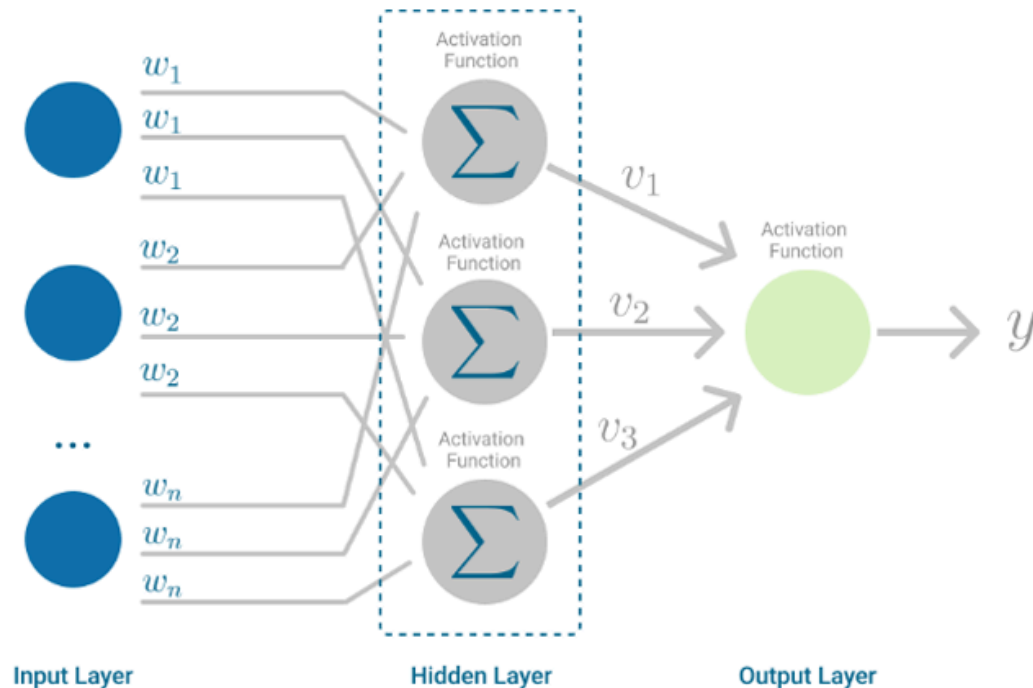 w₁
w₁
w₁
w₂
w₂
w₂
...
wₙ
wₙ
wₙ
Activation
Function
Σ
Activation
Function
Σ
Activation
Function
Σ
v₁
v₂
v₃
Activation
Function
y
Input Layer
Hidden Layer
Output Layer